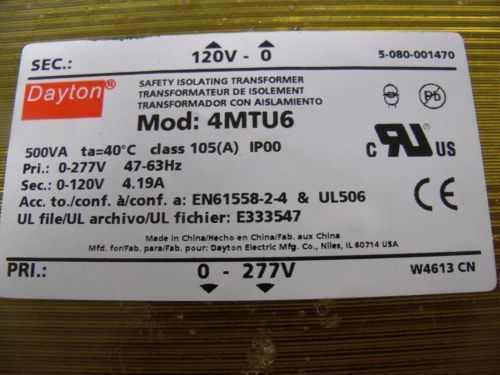 SEC.: 120V - 0 5-080-001470
Dayton®
SAFETY ISOLATING TRANSFORMER
TRANSFORMATEUR DE ISOLEMENT
TRANSFORMADOR CON AISLAMIENTO
Mod: 4MTU6
Pb
C RU US
500VA ta=40°C class 105(A) IP00
Pri.: 0-277V 47-63Hz
Sec.: 0-120V 4.19A
Acc. to./conf. à/conf. a: EN61558-2-4 & UL506
UL file/UL archivo/UL fichier: E333547
Made in China/Hecho en China/Fab. aux China
Mfd. for/Fab. para/Fab. pour: Dayton Electric Mfg. Co., Niles, IL 60714 USA
PRI.: 0 - 277V W4613 CN